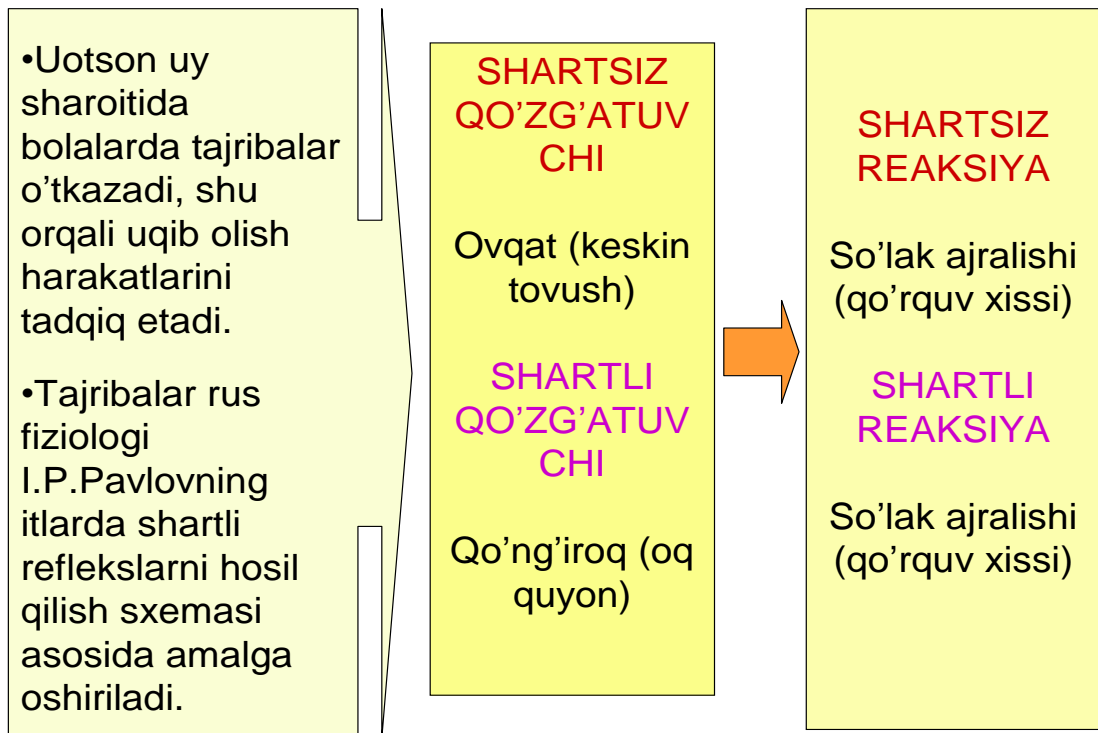 •Uotson uy
sharoitida
bolalarda tajribalar
o’tkazadi, shu
orqali uqib olish
harakatlarini
tadqiq etadi.
•Tajribalar rus
fiziologi
I.P.Pavlovning
itlarda shartli
reflekslarni hosil
qilish sxemasi
asosida amalga
oshiriladi.
SHARTSIZ
QO’ZG’ATUV
CHI
Ovqat (keskin
tovush)
SHARTLI
QO’ZG’ATUV
CHI
Qo’ng’iroq (oq
quyon)
SHARTSIZ
REAKSIYA
So’lak ajralishi
(qo’rquv xissi)
SHARTLI
REAKSIYA
So’lak ajralishi
(qo’rquv xissi)